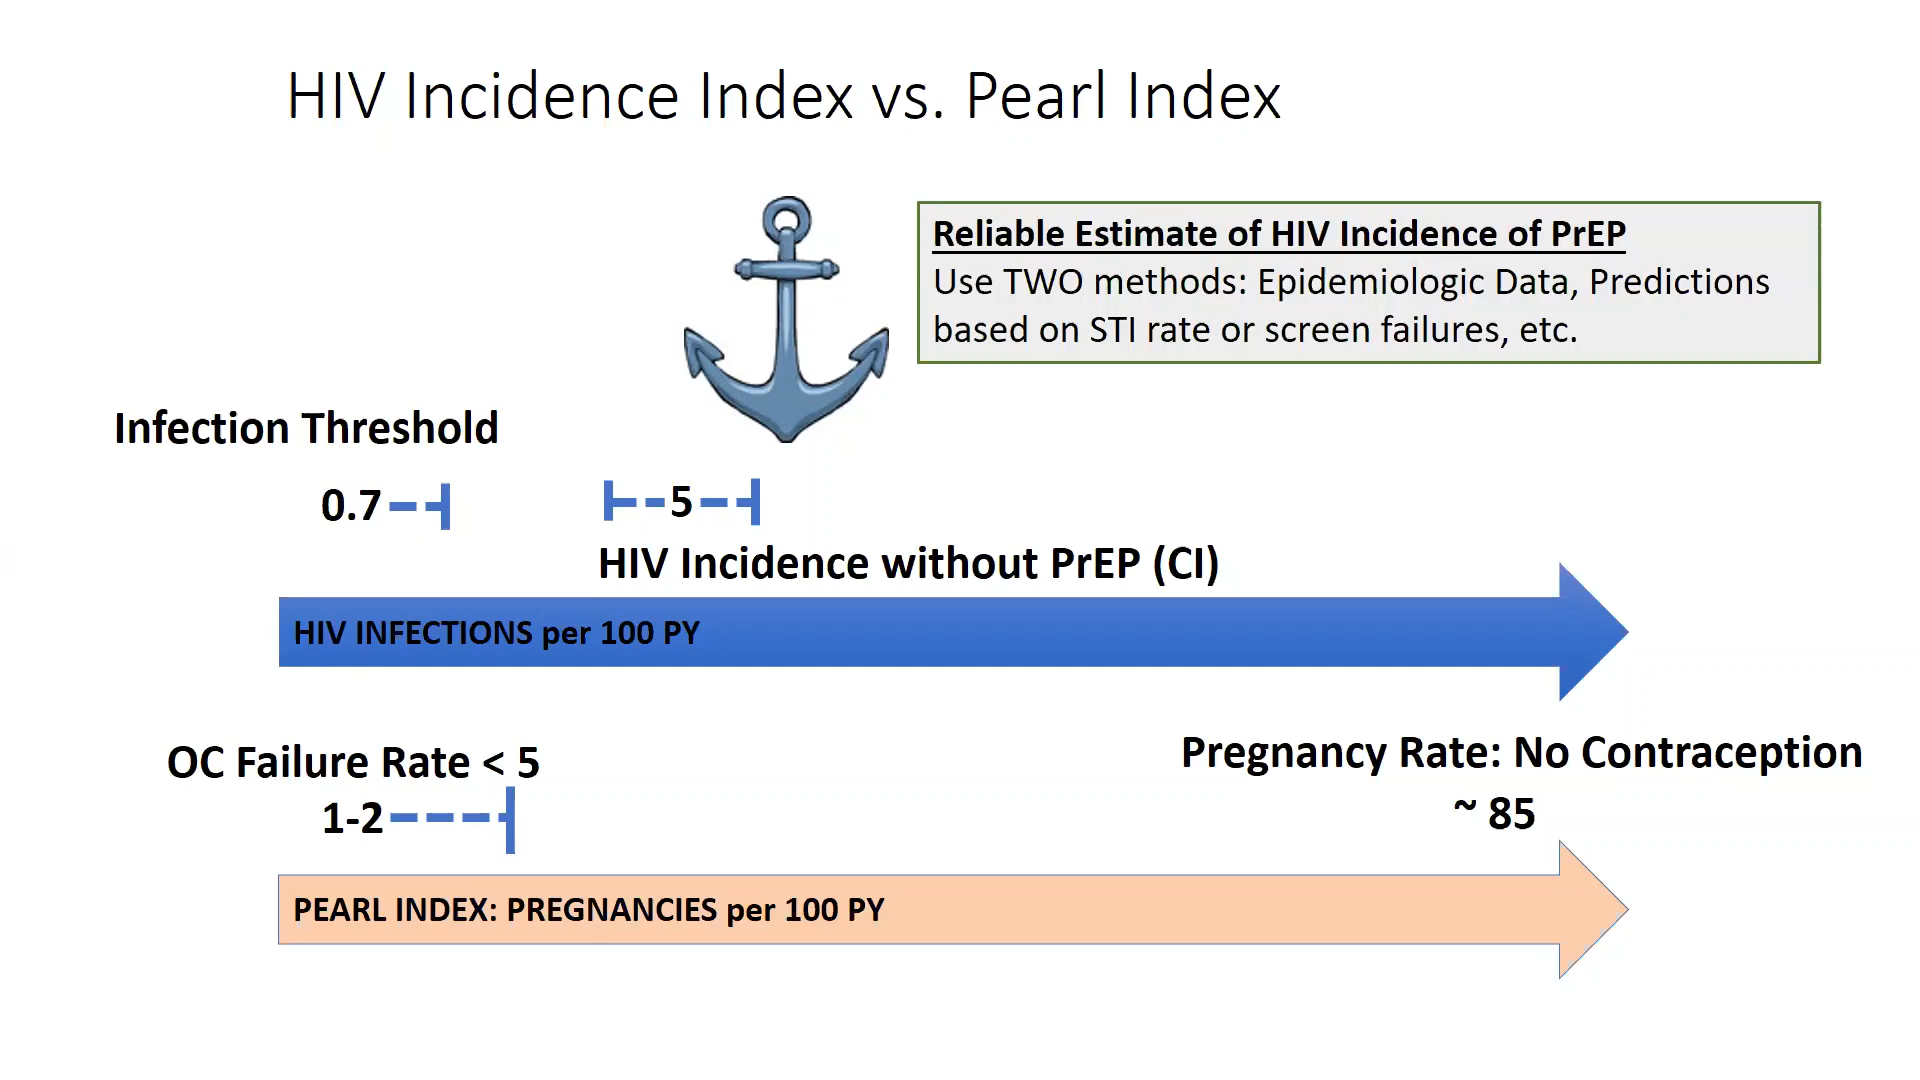 HIV Incidence Index vs. Pearl Index
Reliable Estimate of HIV Incidence of PrEP
Use TWO methods: Epidemiologic Data, Predictions
based on STI rate or screen failures, etc.
Infection Threshold
0.7
5
HIV Incidence without PrEP (CI)
HIV INFECTIONS per 100 PY
OC Failure Rate < 5
1-2
Pregnancy Rate: No Contraception
~ 85
PEARL INDEX: PREGNANCIES per 100 PY